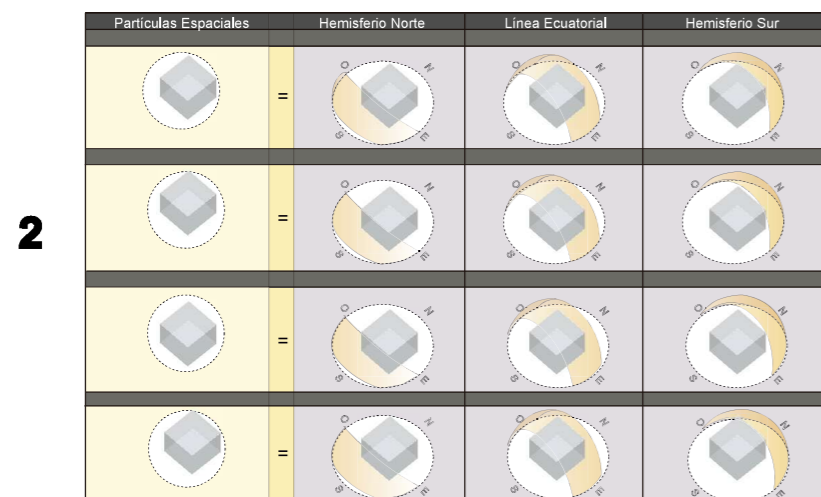 Partículas Espaciales Hemisferio Norte Línea Ecuatorial Hemisferio Sur
O N O N O N
=
S E S E S E
O N O N O N
2 =
S E S E S E
O N O N O N
=
S E S E S E
O N O N O N
=
S E S E S E